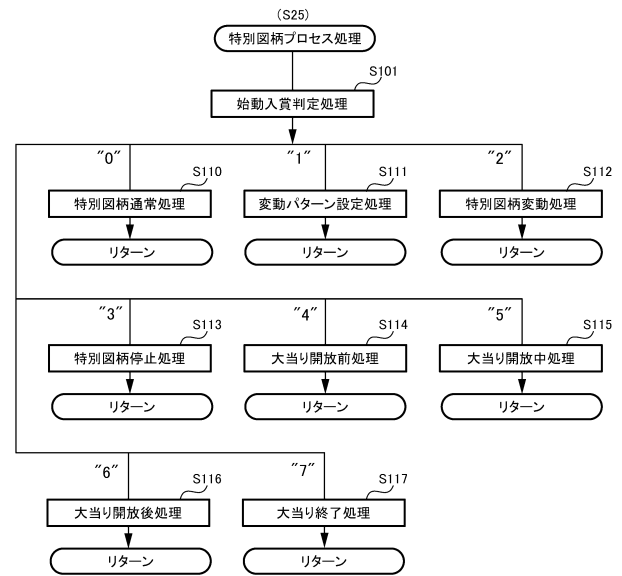 (S25)
特別図柄プロセス処理
S101
始動入賞判定処理
"0"
"1"
"2"
S110
S111
S112
特別図柄通常処理
変動パターン設定処理
特別図柄変動処理
リターン
リターン
リターン
"3"
"4"
"5"
S113
S114
S115
特別図柄停止処理
大当り開放前処理
大当り開放中処理
リターン
リターン
リターン
"6"
"7"
S116
S117
大当り開放後処理
大当り終了処理
リターン
リターン